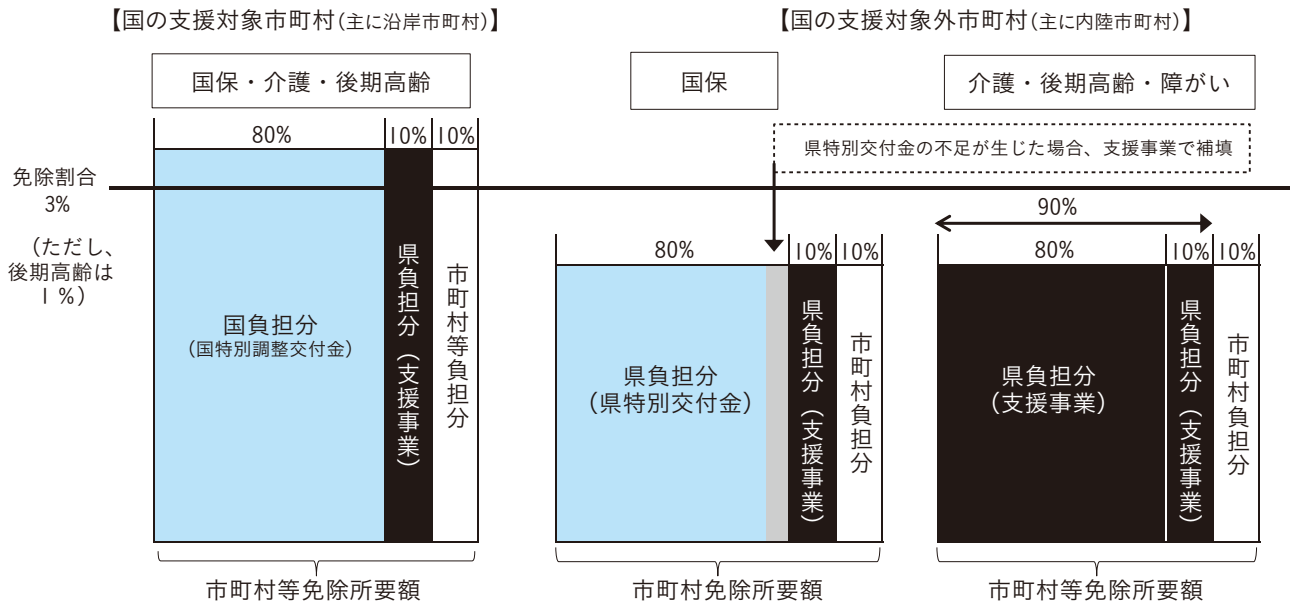 【国の支援対象市町村(主に沿岸市町村)】
【国の支援対象外市町村(主に内陸市町村)】
国保・介護・後期高齢
国保
介護・後期高齢・障がい
80%
10%
10%
県特別交付金の不足が生じた場合、支援事業で補填
免除割合
3%
(ただし、
後期高齢は
1%)
国負担分
(国特別調整交付金)
県負担分(支援事業)
市町村等負担分
80%
10%
10%
県負担分
(県特別交付金)
県負担分(支援事業)
市町村負担分
90%
80%
10%
10%
県負担分
(支援事業)
県負担分(支援事業)
市町村負担分
市町村等免除所要額
市町村免除所要額
市町村等免除所要額